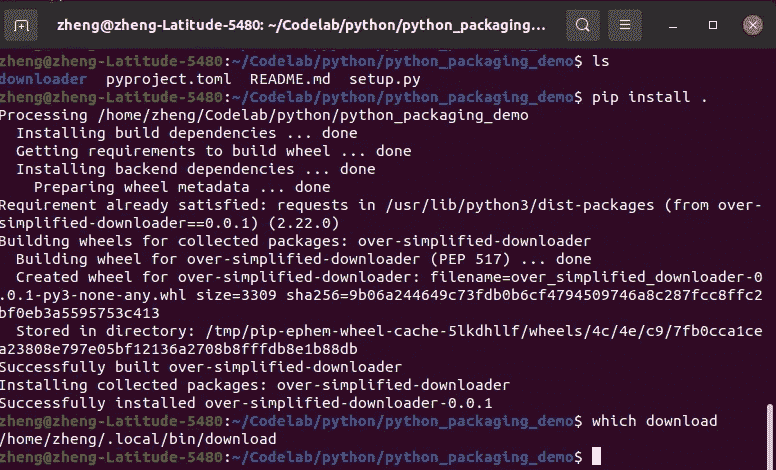 zheng@zheng-Latitude-5480: ~/Codelab/python/python_packaging_demo...
zheng@zheng-Latitude-5480:~/Codelab/python/python_packaging_demo$ ls
downloader  pyproject.toml  README.md  setup.py
zheng@zheng-Latitude-5480:~/Codelab/python/python_packaging_demo$ pip install .
Processing /home/zheng/Codelab/python/python_packaging_demo
  Installing build dependencies ... done
  Getting requirements to build wheel ... done
  Installing backend dependencies ... done
    Preparing wheel metadata ... done
Requirement already satisfied: requests in /usr/lib/python3/dist-packages (from over-
simplified-downloader==0.0.1) (2.22.0)
Building wheels for collected packages: over-simplified-downloader
  Building wheel for over-simplified-downloader (PEP 517) ... done
  Created wheel for over-simplified-downloader: filename=over_simplified_downloader-0
.0.1-py3-none-any.whl size=3309 sha256=9b06a244649c73fdb0b6cf4794509746a8c287fcc8ffc2
bf0eb3a5595753c413
  Stored in directory: /tmp/pip-ephem-wheel-cache-5lkdhllf/wheels/4c/4e/c9/7fb0cca1ce
a23808e797e05bf12136a2708b8fffdb8e1b88db
Successfully built over-simplified-downloader
Installing collected packages: over-simplified-downloader
Successfully installed over-simplified-downloader-0.0.1
zheng@zheng-Latitude-5480:~/Codelab/python/python_packaging_demo$ which download
/home/zheng/.local/bin/download
zheng@zheng-Latitude-5480:~/Codelab/python/python_packaging_demo$